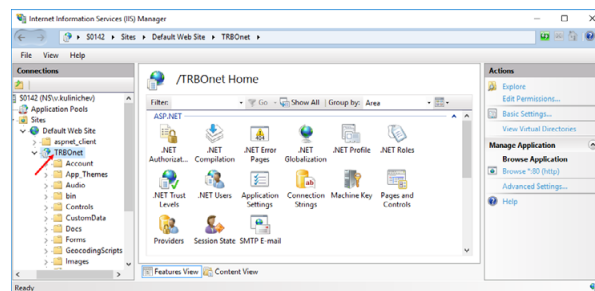 Internet Information Services (IIS) Manager
S0142 Sites Default Web Site TRBOnet
File View Help
Connections
S0142 (NS\v.kulinichev)
Application Pools
Sites
Default Web Site
aspnet_client
TRBOnet
Account
App_Themes
Audio
bin
Controls
CustomData
Docs
Forms
GeocodingScripts
Images
/TRBOnet Home
Filter: Go Show All Group by: Area
ASP.NET
.NET Authorizat...
.NET Compilation
.NET Error Pages
.NET Globalization
.NET Profile
.NET Roles
.NET Trust Levels
.NET Users
Application Settings
Connection Strings
Machine Key
Pages and Controls
Providers
Session State
SMTP E-mail
Features View Content View
Actions
Explore
Edit Permissions...
Basic Settings...
View Virtual Directories
Manage Application
Browse Application
Browse *:80 (http)
Advanced Settings...
Help
Ready